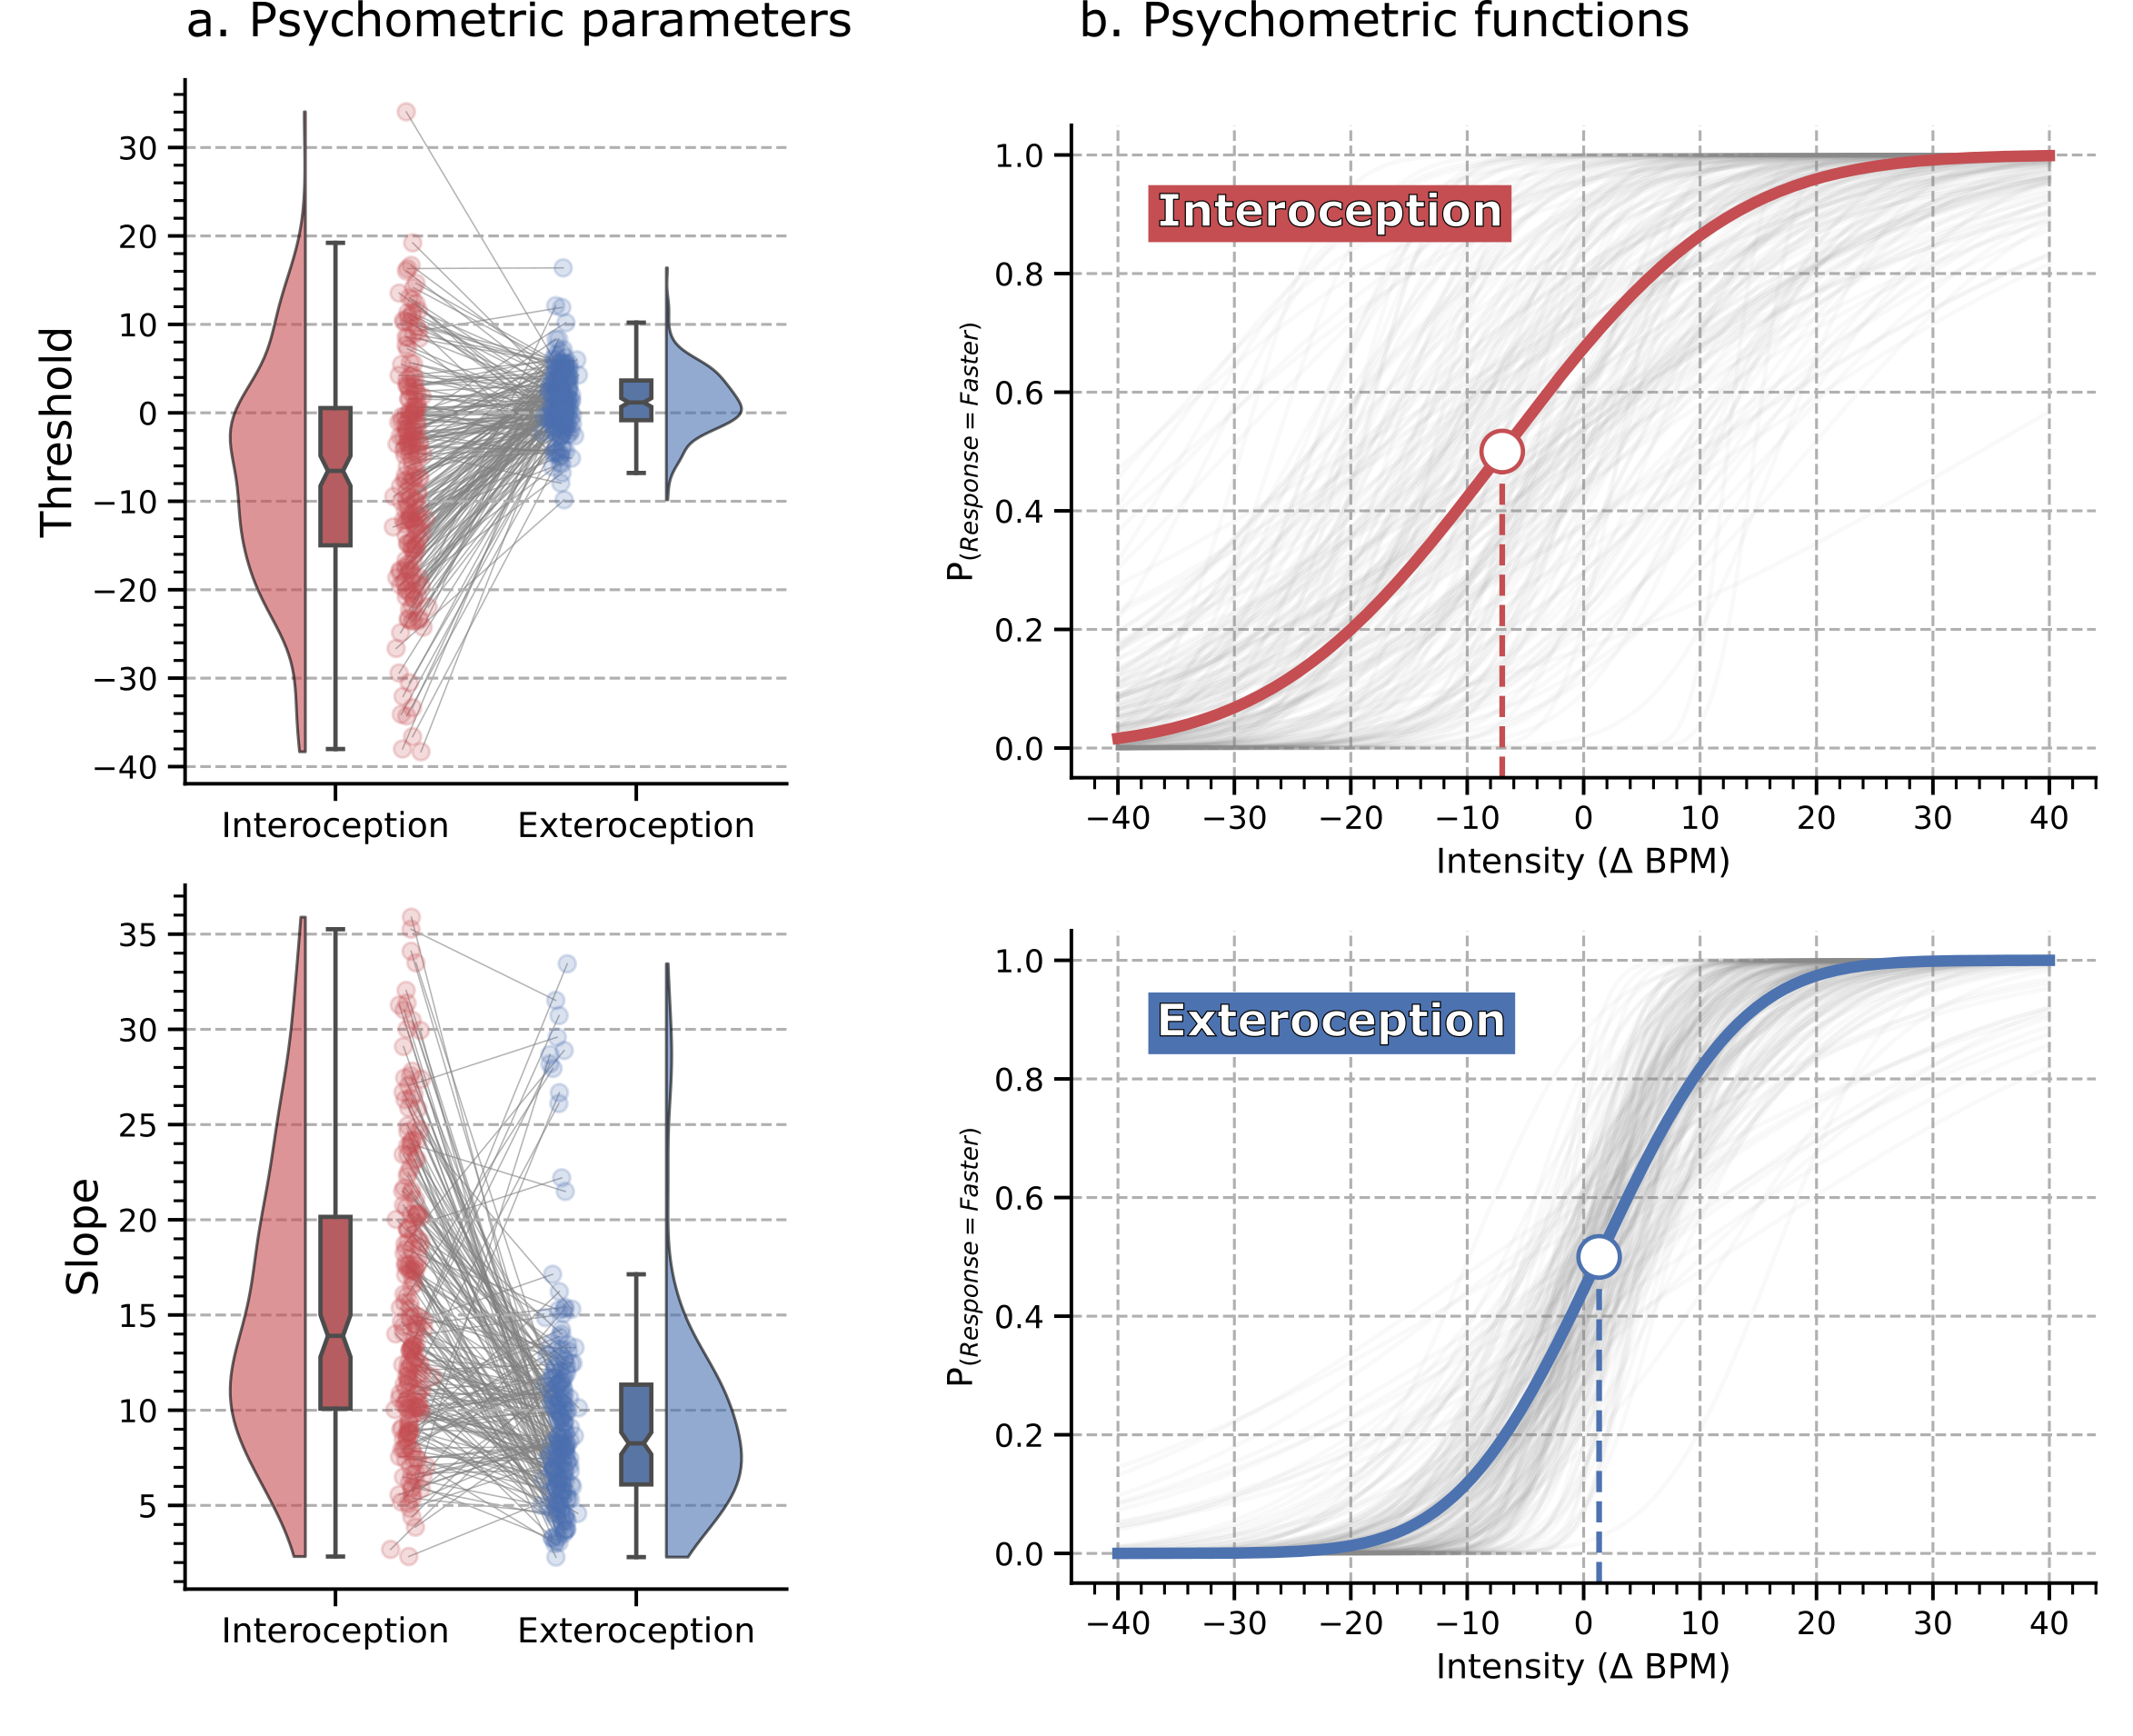 a. Psychometric parameters
30
20
10
0
−10
−20
−30
−40
Threshold
Interoception Exteroception
35
30
25
20
15
10
5
Slope
Interoception Exteroception
b. Psychometric functions
1.0
0.8
0.6
0.4
0.2
0.0
P(Response = Faster)
Interoception
−40 −30 −20 −10 0 10 20 30 40
Intensity (Δ BPM)
1.0
0.8
0.6
0.4
0.2
0.0
P(Response = Faster)
Exteroception
−40 −30 −20 −10 0 10 20 30 40
Intensity (Δ BPM)